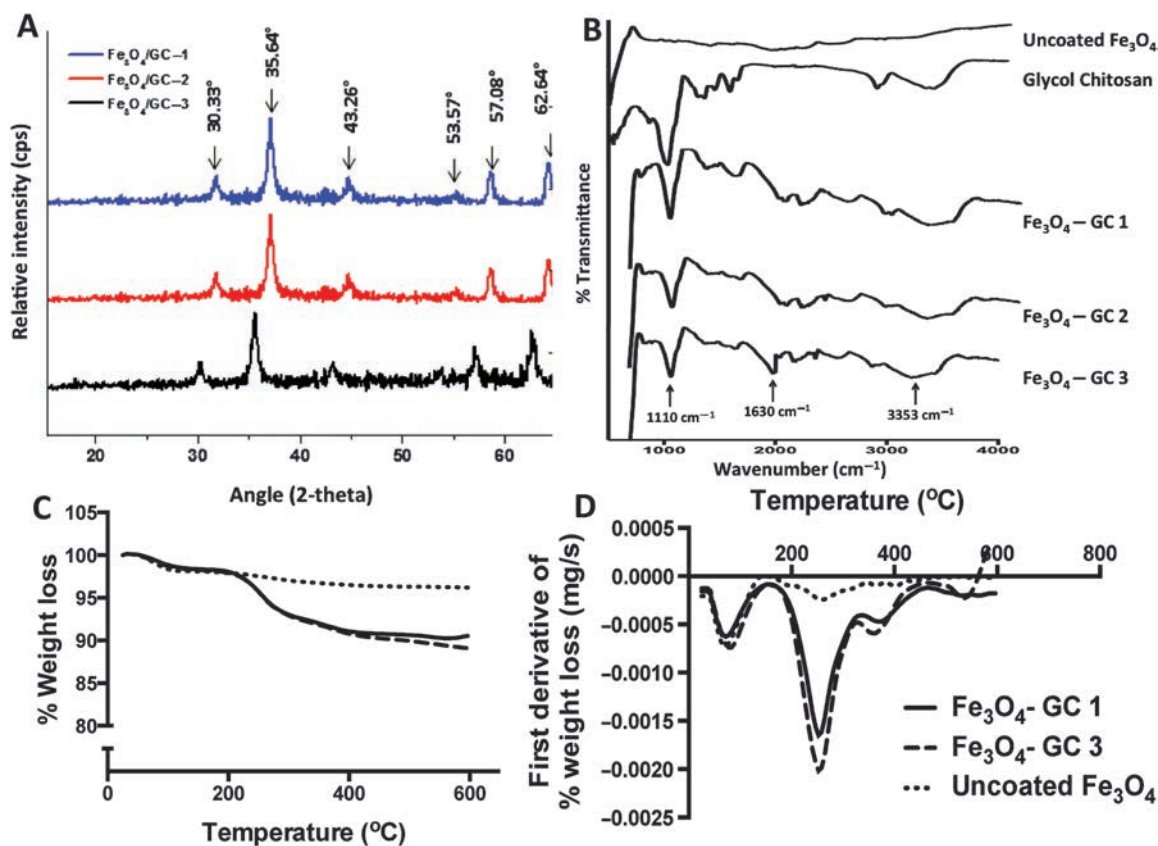 A
Fe₃O₄/GC–1
Fe₃O₄/GC–2
Fe₃O₄/GC–3
30.33°
35.64°
43.26°
53.57°
57.08°
62.64°
Relative intensity (cps)
20 30 40 50 60
Angle (2-theta)
B
Uncoated Fe₃O₄
Glycol Chitosan
Fe₃O₄ – GC 1
Fe₃O₄ – GC 2
Fe₃O₄ – GC 3
% Transmittance
1110 cm⁻¹
1630 cm⁻¹
3353 cm⁻¹
1000 2000 3000 4000
Wavenumber (cm⁻¹)
C
105
100
95
90
85
80
% Weight loss
0 200 400 600
Temperature (°C)
D
Temperature (°C)
200 400 600 800
0.0005
0.0000
–0.0005
–0.0010
–0.0015
–0.0020
–0.0025
First derivative of
% weight loss (mg/s)
Fe₃O₄- GC 1
Fe₃O₄- GC 3
Uncoated Fe₃O₄